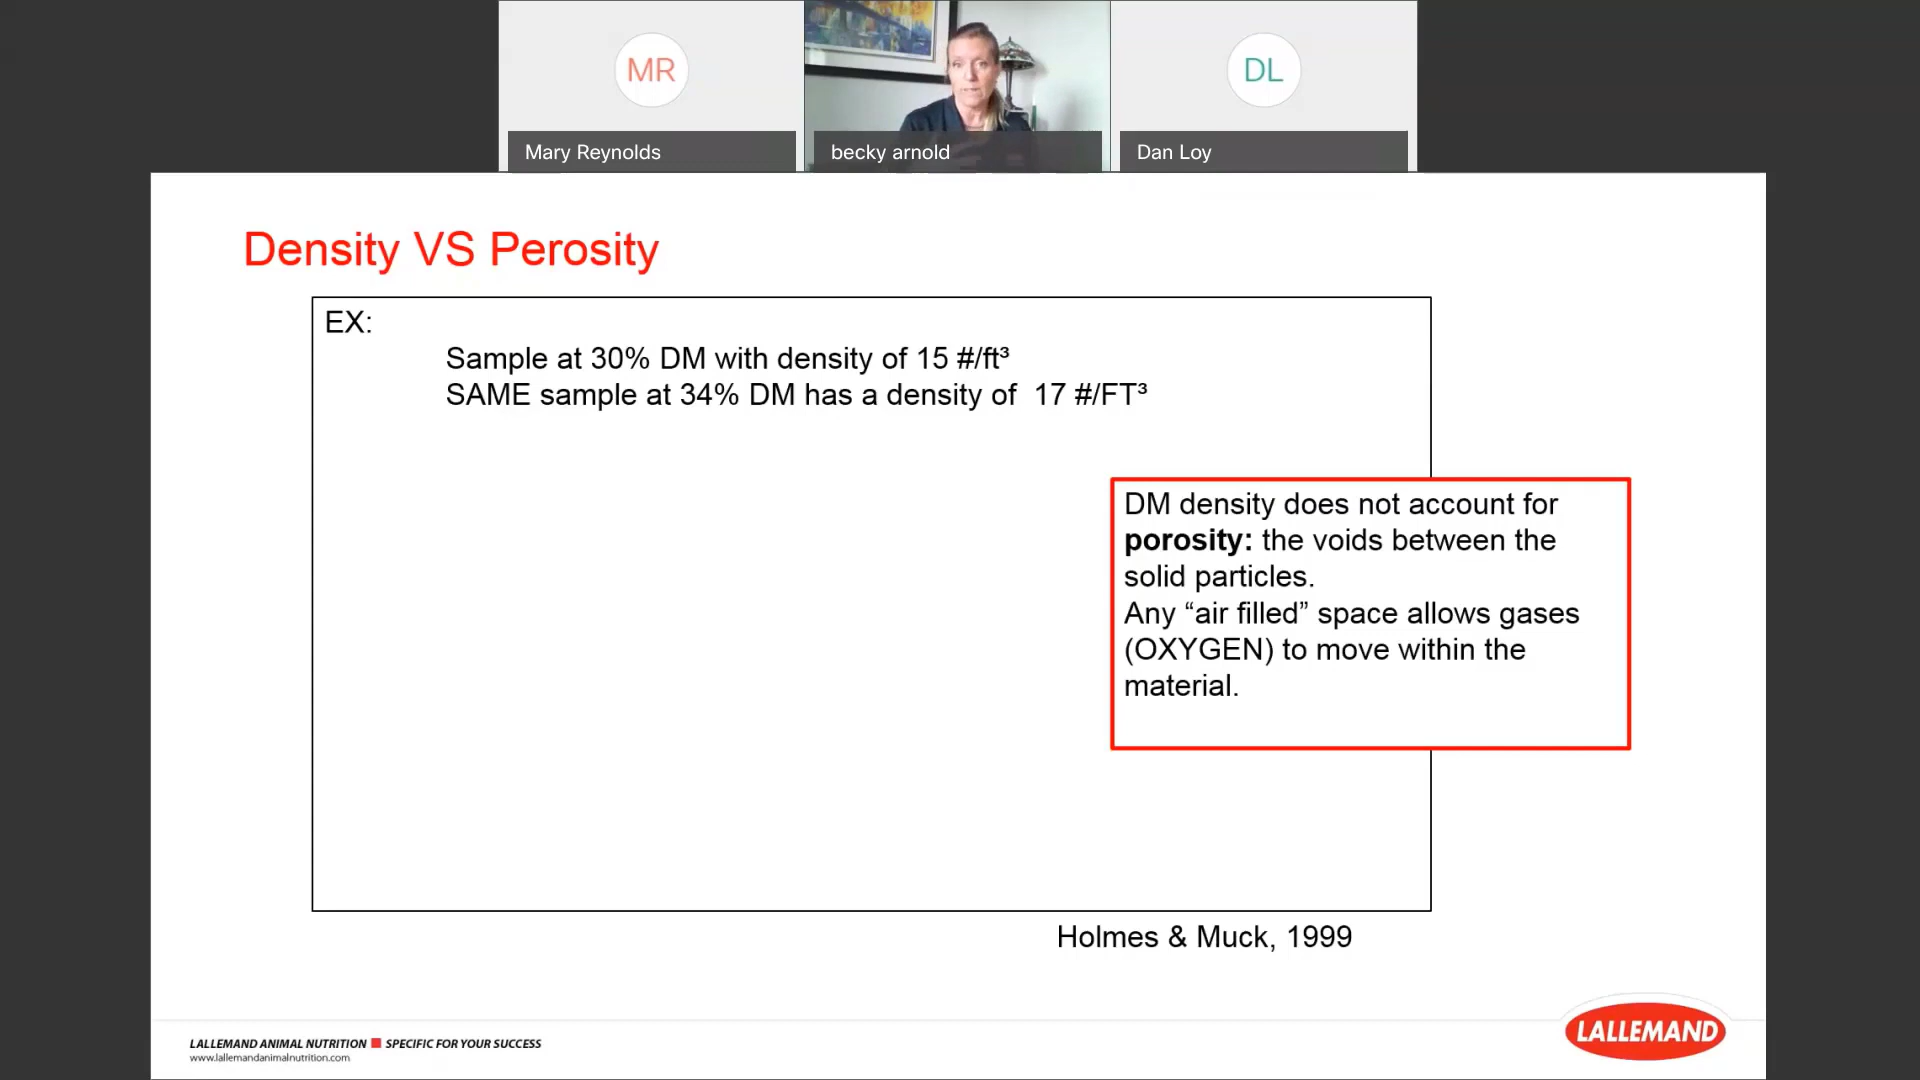 MR
DL
Mary Reynolds
becky arnold
Dan Loy
Density VS Perosity
EX:
Sample at 30% DM with density of 15 #/ft³
SAME sample at 34% DM has a density of 17 #/FT³
DM density does not account for
porosity: the voids between the
solid particles.
Any “air filled” space allows gases
(OXYGEN) to move within the
material.
Holmes & Muck, 1999
LALLEMAND ANIMAL NUTRITION SPECIFIC FOR YOUR SUCCESS
www.lallemandanimalnutrition.com
LALLEMAND